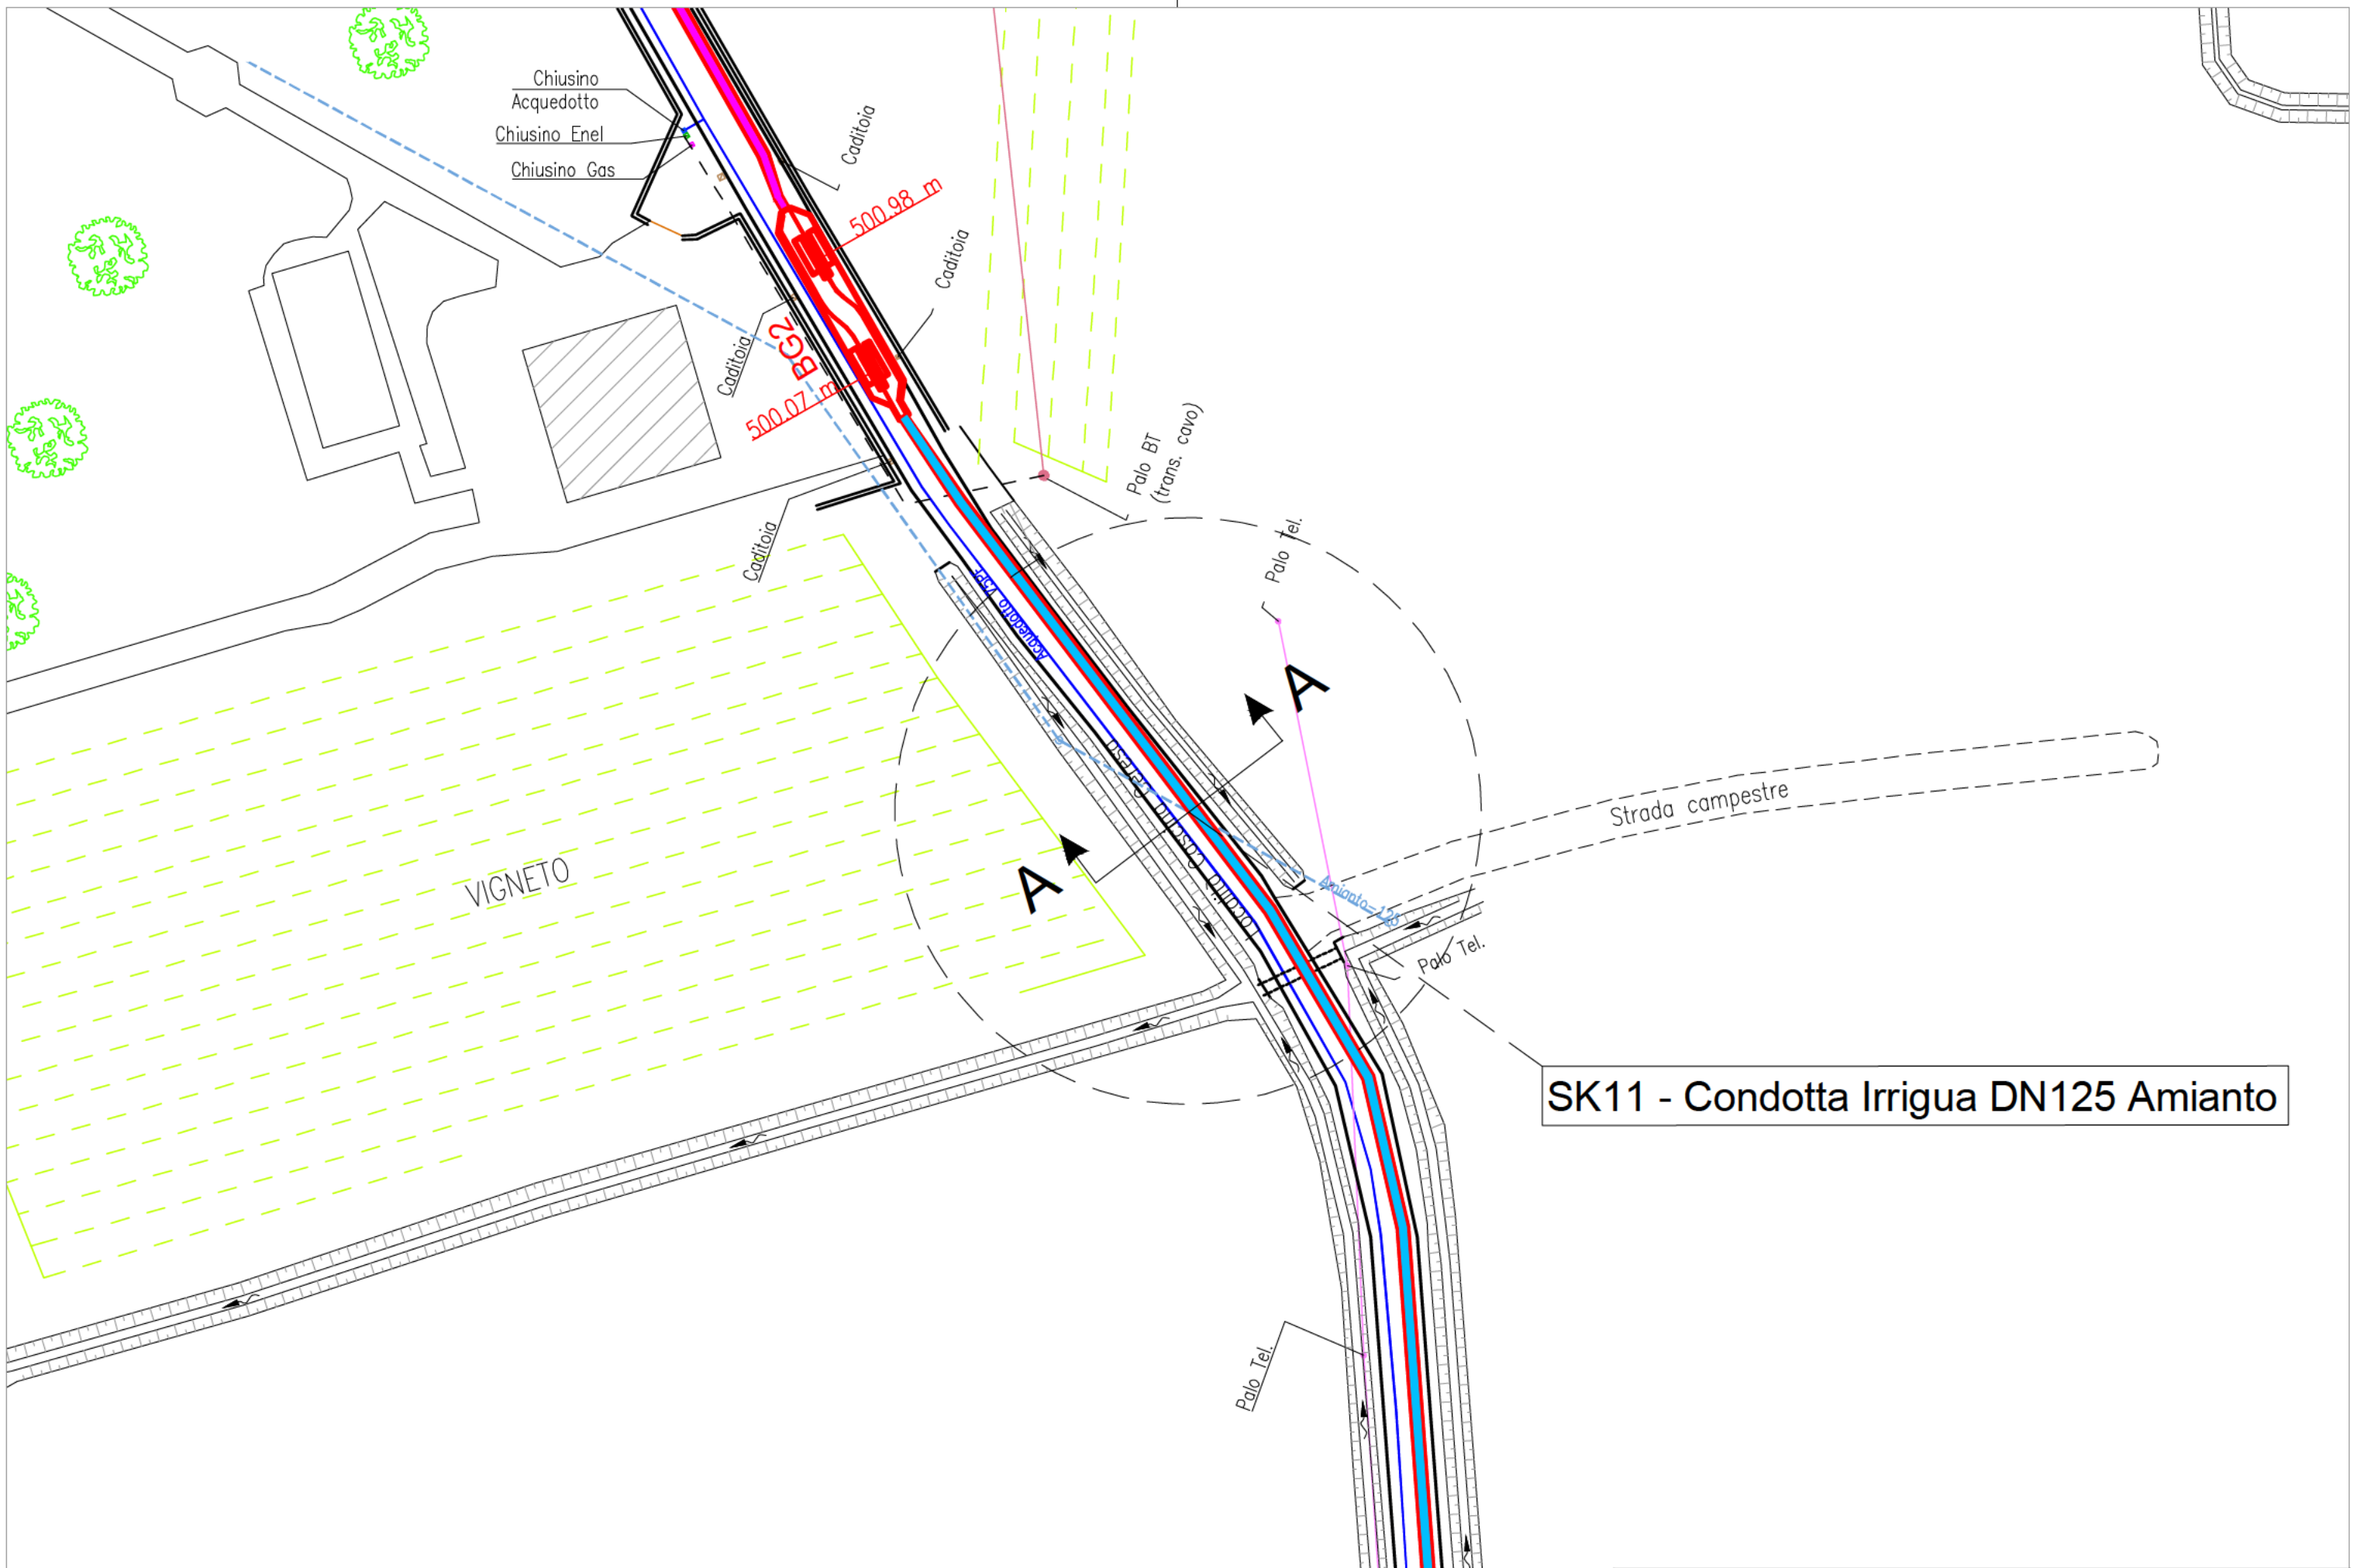 Chiusino
Acquedotto
Chiusino Enel
Chiusino Gas
Caditoia
500.98 m
Caditoia
BG2
Caditoia
500.07 m
Palo BT
(trans. cavo)
Caditoia
Palo Tel.
A
Strada campestre
VIGNETO
A
Amianto-125
Palo Tel.
SK11 - Condotta Irrigua DN125 Amianto
Palo Tel.